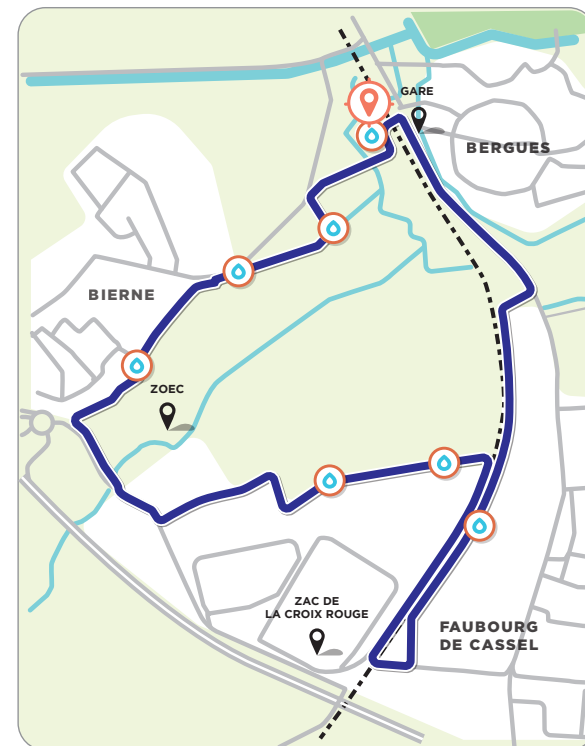 GARE
BERGUES
BIERNE
ZOEC
ZAC DE
LA CROIX ROUGE
FAUBOURG
DE CASSEL